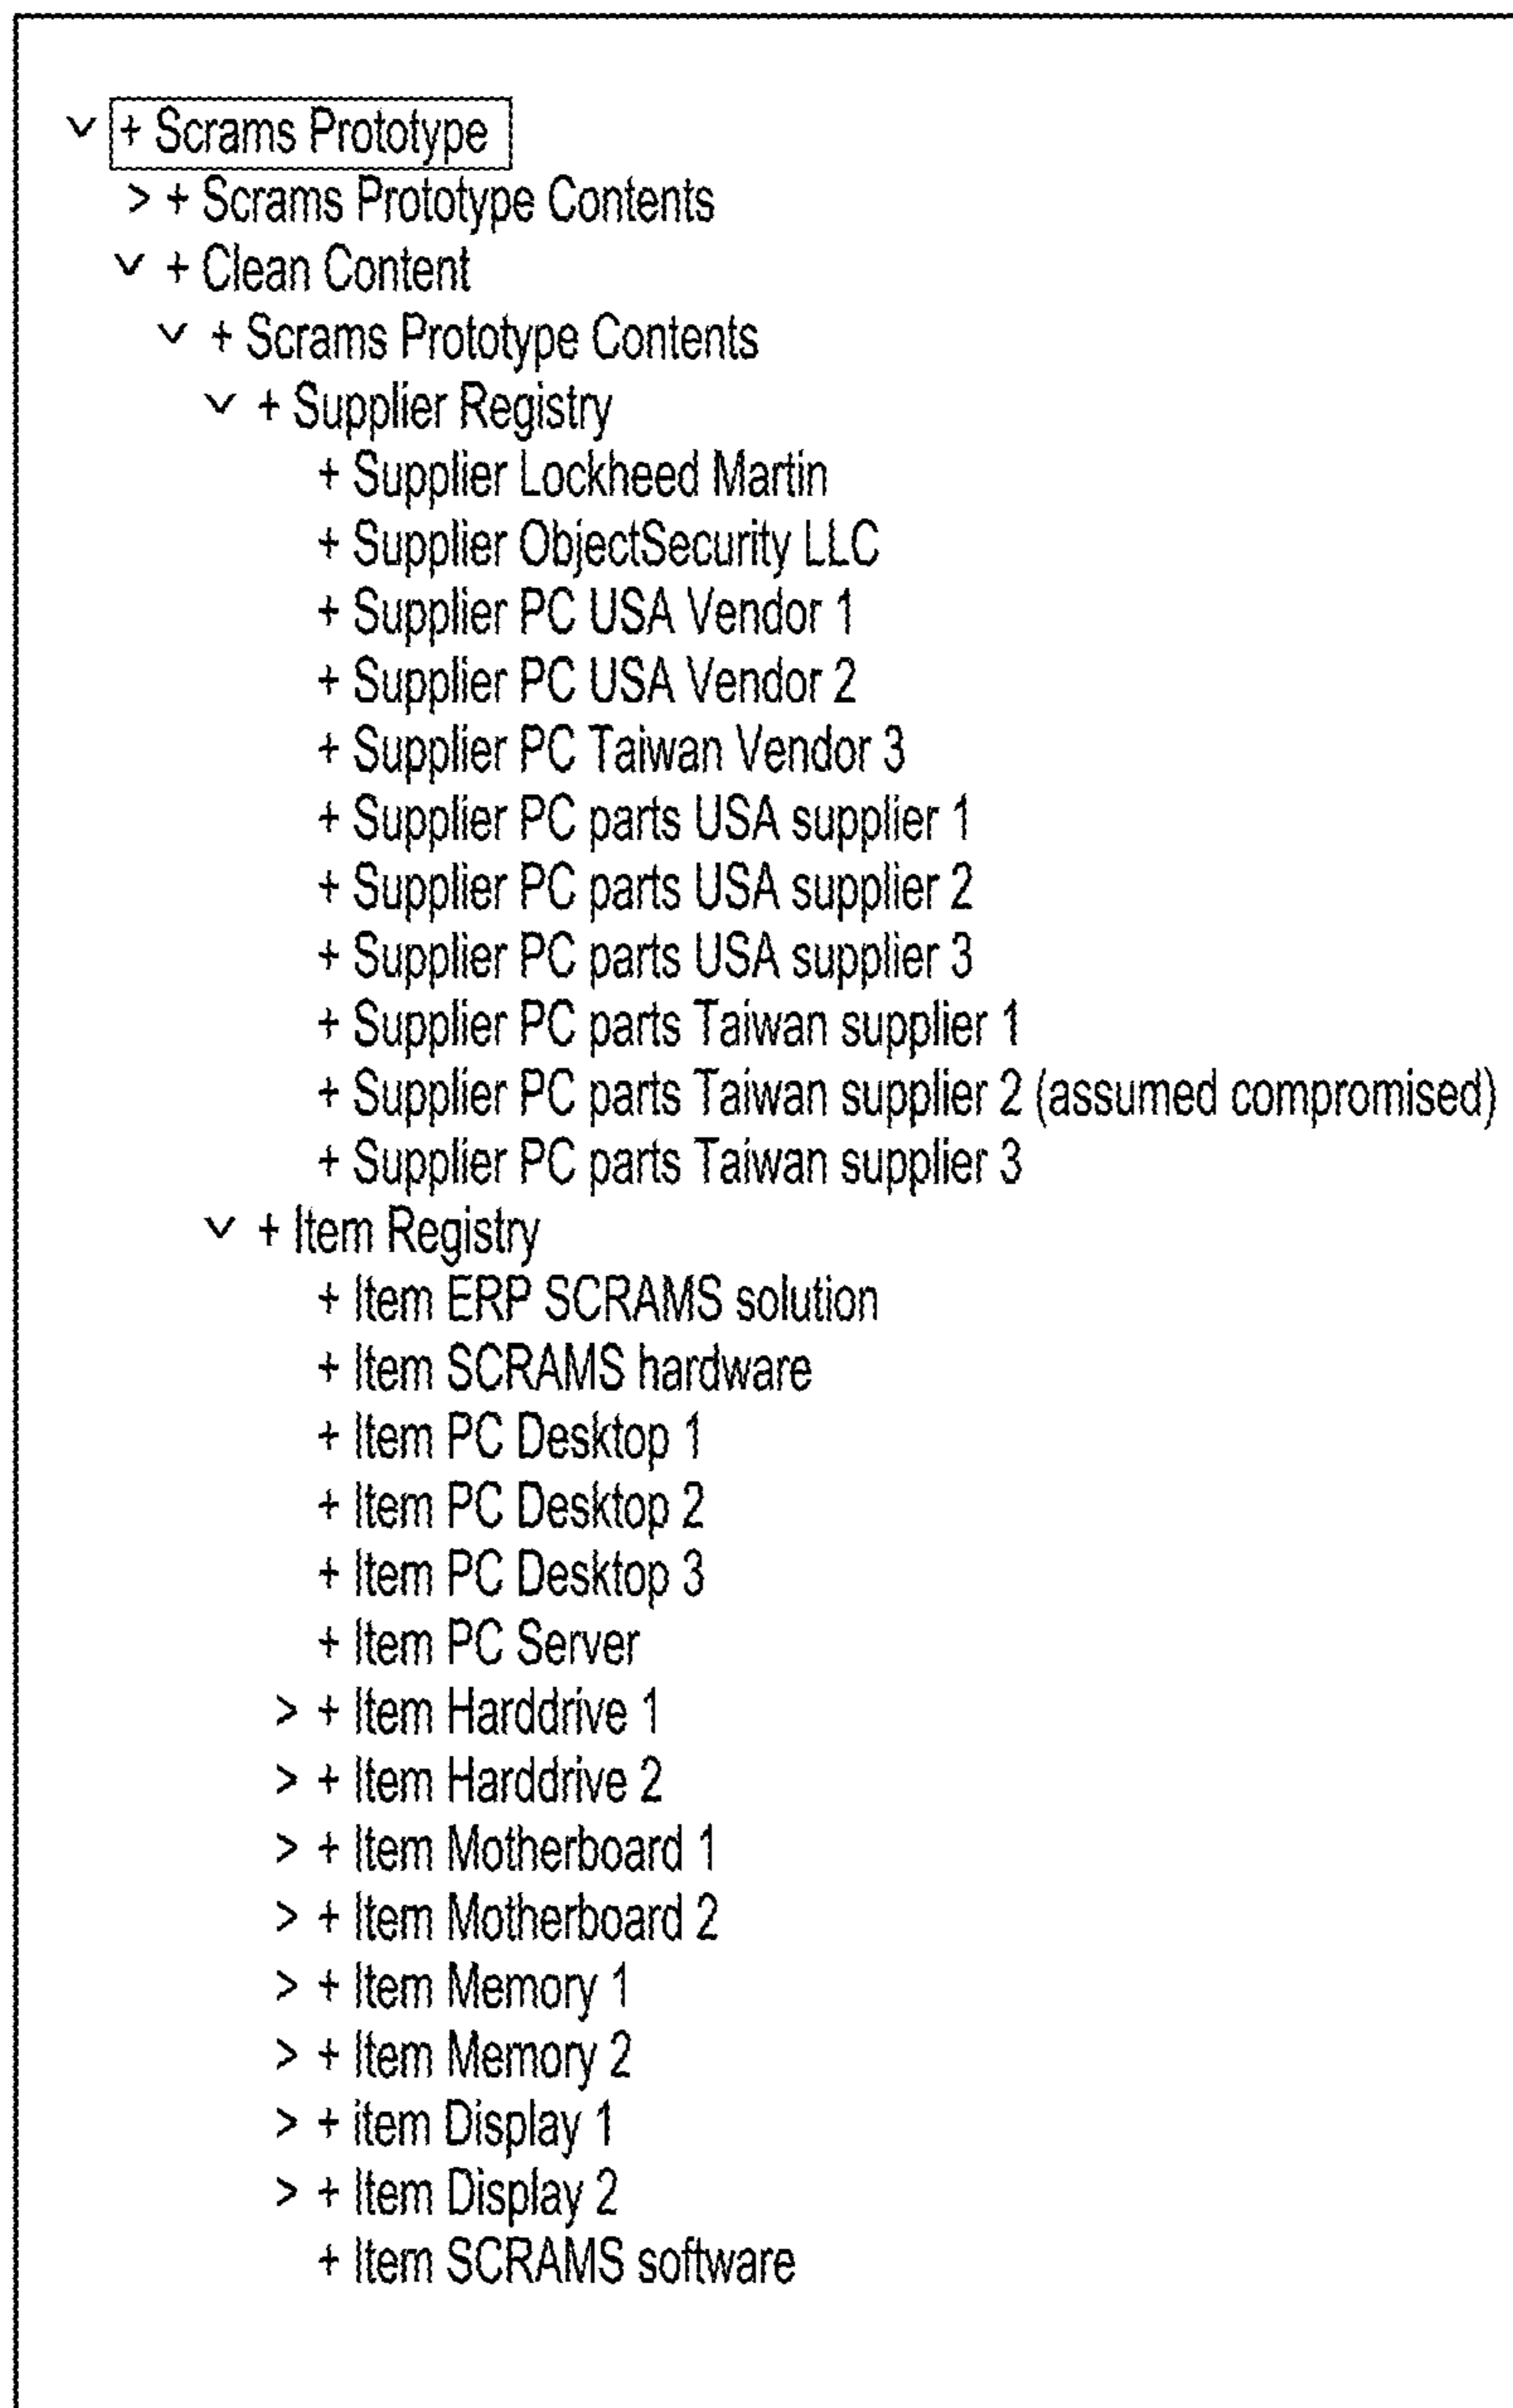 ∨ + Scrams Prototype
> + Scrams Prototype Contents
∨ + Clean Content
∨ + Scrams Prototype Contents
∨ + Supplier Registry
+ Supplier Lockheed Martin
+ Supplier ObjectSecurity LLC
+ Supplier PC USA Vendor 1
+ Supplier PC USA Vendor 2
+ Supplier PC Taiwan Vendor 3
+ Supplier PC parts USA supplier 1
+ Supplier PC parts USA supplier 2
+ Supplier PC parts USA supplier 3
+ Supplier PC parts Taiwan supplier 1
+ Supplier PC parts Taiwan supplier 2 (assumed compromised)
+ Supplier PC parts Taiwan supplier 3
∨ + Item Registry
+ Item ERP SCRAMS solution
+ Item SCRAMS hardware
+ Item PC Desktop 1
+ Item PC Desktop 2
+ Item PC Desktop 3
+ Item PC Server
> + Item Harddrive 1
> + Item Harddrive 2
> + Item Motherboard 1
> + Item Motherboard 2
> + Item Memory 1
> + Item Memory 2
> + item Display 1
> + Item Display 2
+ Item SCRAMS software